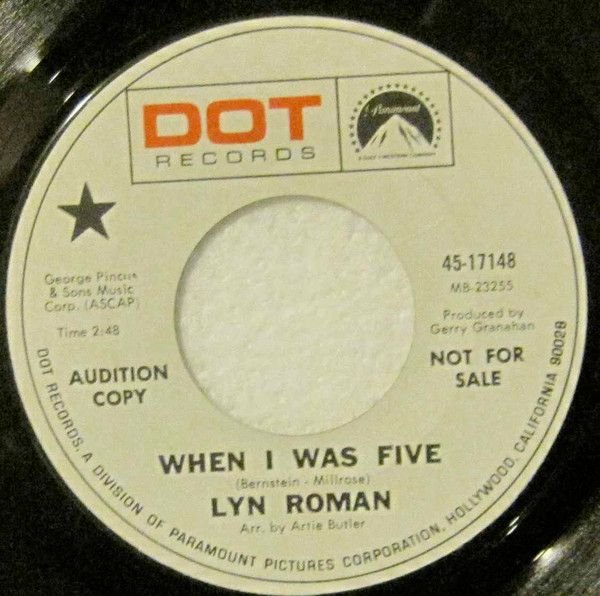 DOT
RECORDS
Paramount
A GULF + WESTERN COMPANY
George Pincus
& Sons Music
Corp. (ASCAP)
Time 2:48
AUDITION
COPY
45-17148
MB-23255
Produced by
Gerry Granahan
NOT FOR
SALE
WHEN I WAS FIVE
(Bernstein - Millrose)
LYN ROMAN
Arr. by Artie Butler
DOT RECORDS, A DIVISION OF PARAMOUNT PICTURES CORPORATION, HOLLYWOOD, CALIFORNIA 90028